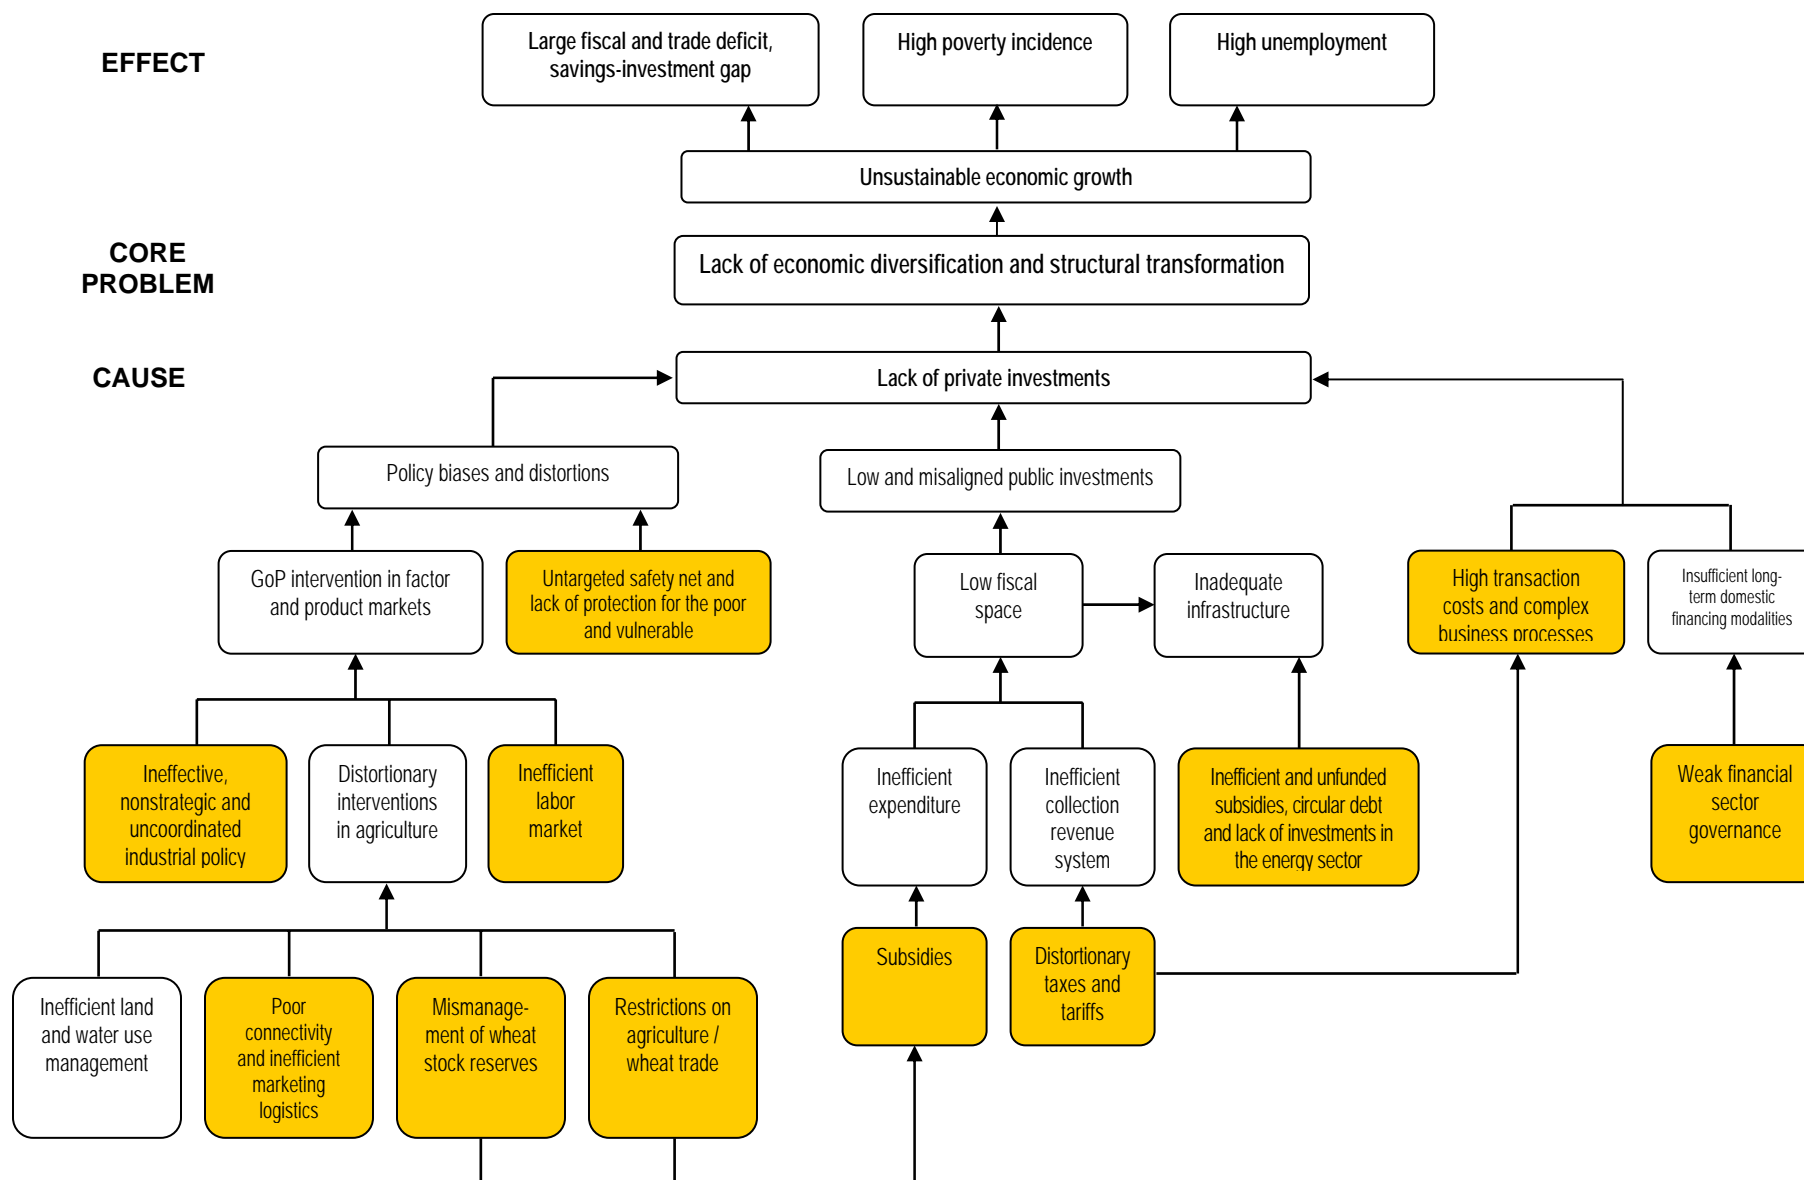 EFFECT
Large fiscal and trade deficit,
savings-investment gap
High poverty incidence
High unemployment
Unsustainable economic growth
CORE
PROBLEM
Lack of economic diversification and structural transformation
CAUSE
Lack of private investments
Policy biases and distortions
Low and misaligned public investments
GoP intervention in factor
and product markets
Untargeted safety net and
lack of protection for the poor
and vulnerable
Low fiscal
space
Inadequate
infrastructure
High transaction
costs and complex
business processes
Insufficient long-
term domestic
financing modalities
Ineffective,
nonstrategic and
uncoordinated
industrial policy
Distortionary
interventions
in agriculture
Inefficient
labor
market
Inefficient
expenditure
Inefficient
collection
revenue
system
Inefficient and unfunded
subsidies, circular debt
and lack of investments in
the energy sector
Weak financial
sector
governance
Subsidies
Distortionary
taxes and
tariffs
Inefficient land
and water use
management
Poor
connectivity
and inefficient
marketing
logistics
Mismanage-
ment of wheat
stock reserves
Restrictions on
agriculture /
wheat trade